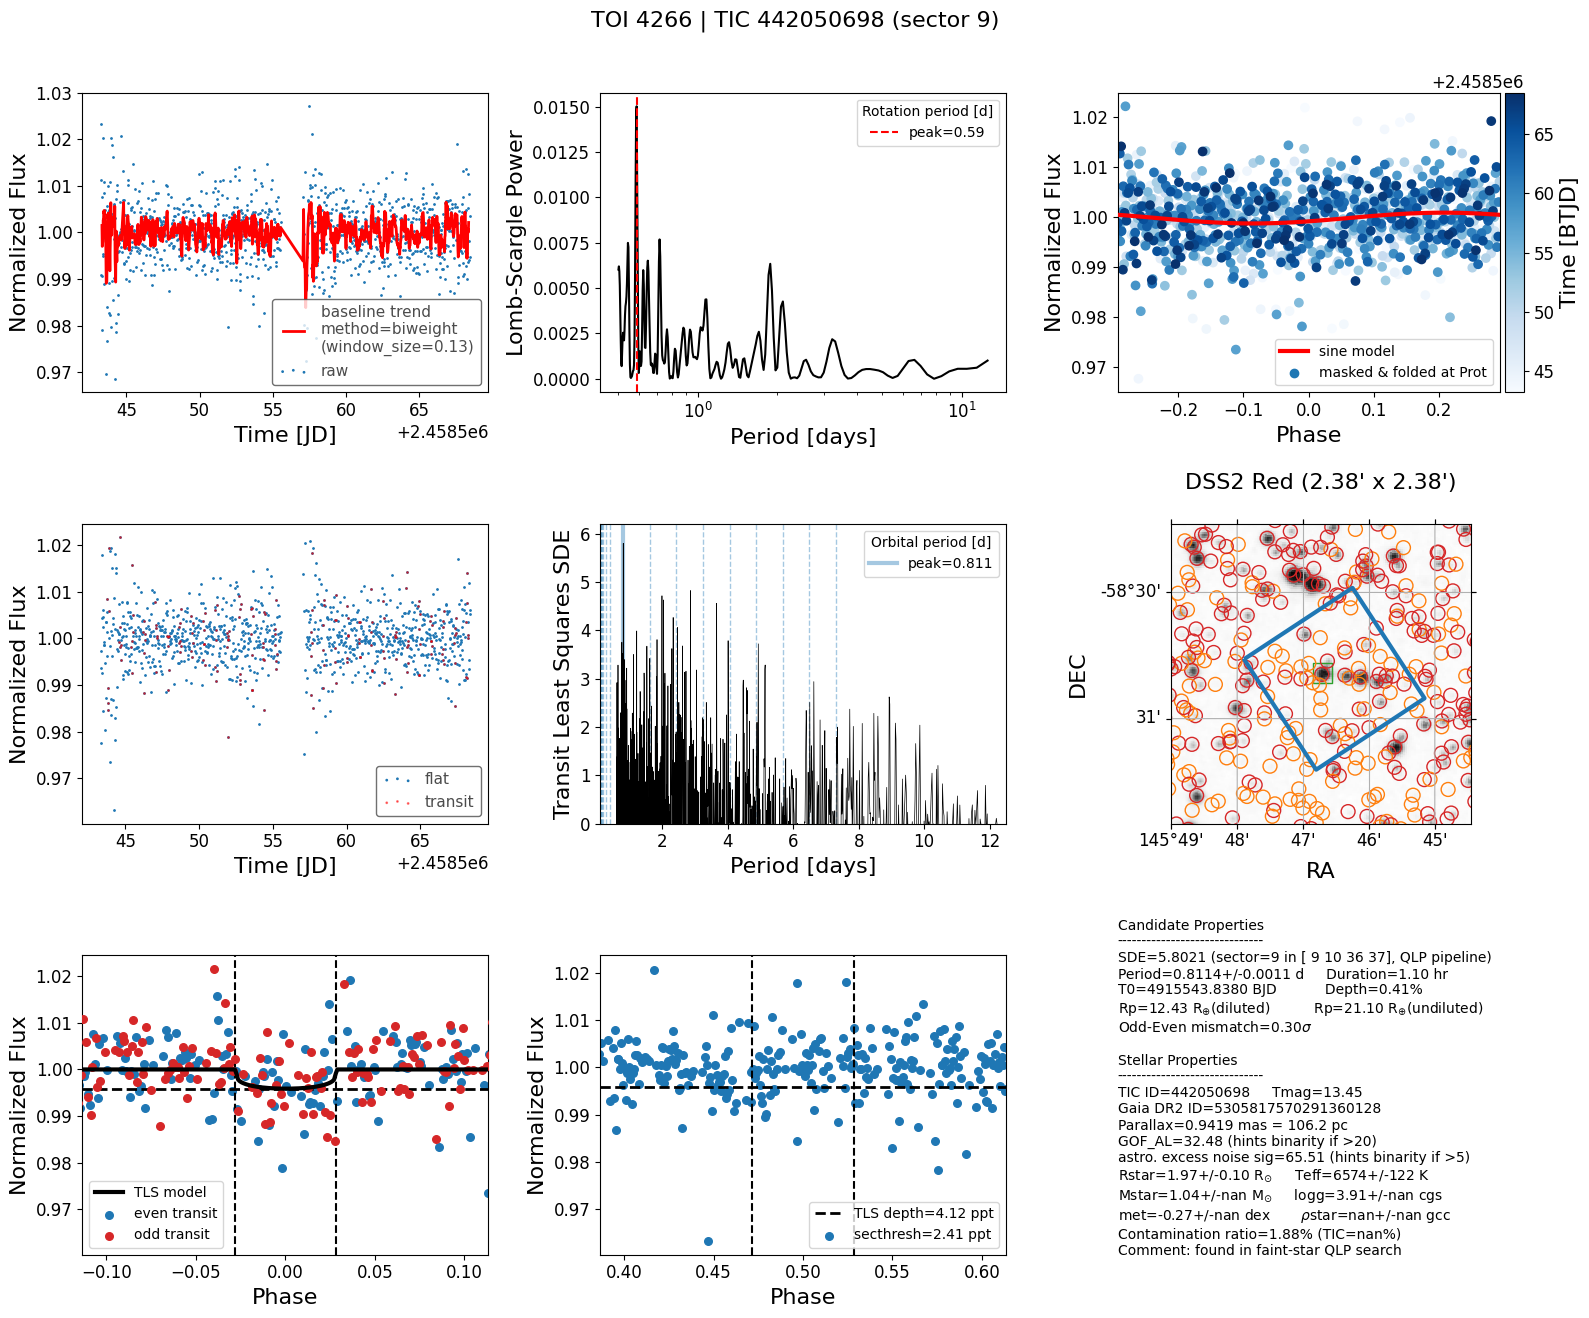 TOI 4266 | TIC 442050698 (sector 9)
Normalized Flux
1.03
1.02
1.01
1.00
0.99
0.98
0.97
baseline trend
method=biweight
(window_size=0.13)
raw
45 50 55 60 65
Time [JD]
+2.4585e6
Lomb-Scargle Power
0.0150
0.0125
0.0100
0.0075
0.0050
0.0025
0.0000
Rotation period [d]
peak=0.59
10⁰ 10¹
Period [days]
+2.4585e6
Normalized Flux
1.02
1.01
1.00
0.99
0.98
0.97
sine model
masked & folded at Prot
−0.2 −0.1 0.0 0.1 0.2
Phase
65
60
55
50
45
Time [BTJD]
Normalized Flux
1.02
1.01
1.00
0.99
0.98
0.97
flat
transit
45 50 55 60 65
Time [JD]
+2.4585e6
Transit Least Squares SDE
6
5
4
3
2
1
0
Orbital period [d]
peak=0.811
2 4 6 8 10 12
Period [days]
DSS2 Red (2.38' x 2.38')
DEC
-58°30'
31'
145°49' 48' 47' 46' 45'
RA
Normalized Flux
1.02
1.01
1.00
0.99
0.98
0.97
TLS model
even transit
odd transit
−0.10 −0.05 0.00 0.05 0.10
Phase
Normalized Flux
1.02
1.01
1.00
0.99
0.98
0.97
TLS depth=4.12 ppt
secthresh=2.41 ppt
0.40 0.45 0.50 0.55 0.60
Phase
Candidate Properties
------------------------------
SDE=5.8021 (sector=9 in [ 9 10 36 37], QLP pipeline)
Period=0.8114+/-0.0011 d Duration=1.10 hr
T0=4915543.8380 BJD Depth=0.41%
Rp=12.43 R⊕(diluted) Rp=21.10 R⊕(undiluted)
Odd-Even mismatch=0.30σ
Stellar Properties
------------------------------
TIC ID=442050698 Tmag=13.45
Gaia DR2 ID=5305817570291360128
Parallax=0.9419 mas = 106.2 pc
GOF_AL=32.48 (hints binarity if >20)
astro. excess noise sig=65.51 (hints binarity if >5)
Rstar=1.97+/-0.10 R⊙ Teff=6574+/-122 K
Mstar=1.04+/-nan M⊙ logg=3.91+/-nan cgs
met=-0.27+/-nan dex ρstar=nan+/-nan gcc
Contamination ratio=1.88% (TIC=nan%)
Comment: found in faint-star QLP search